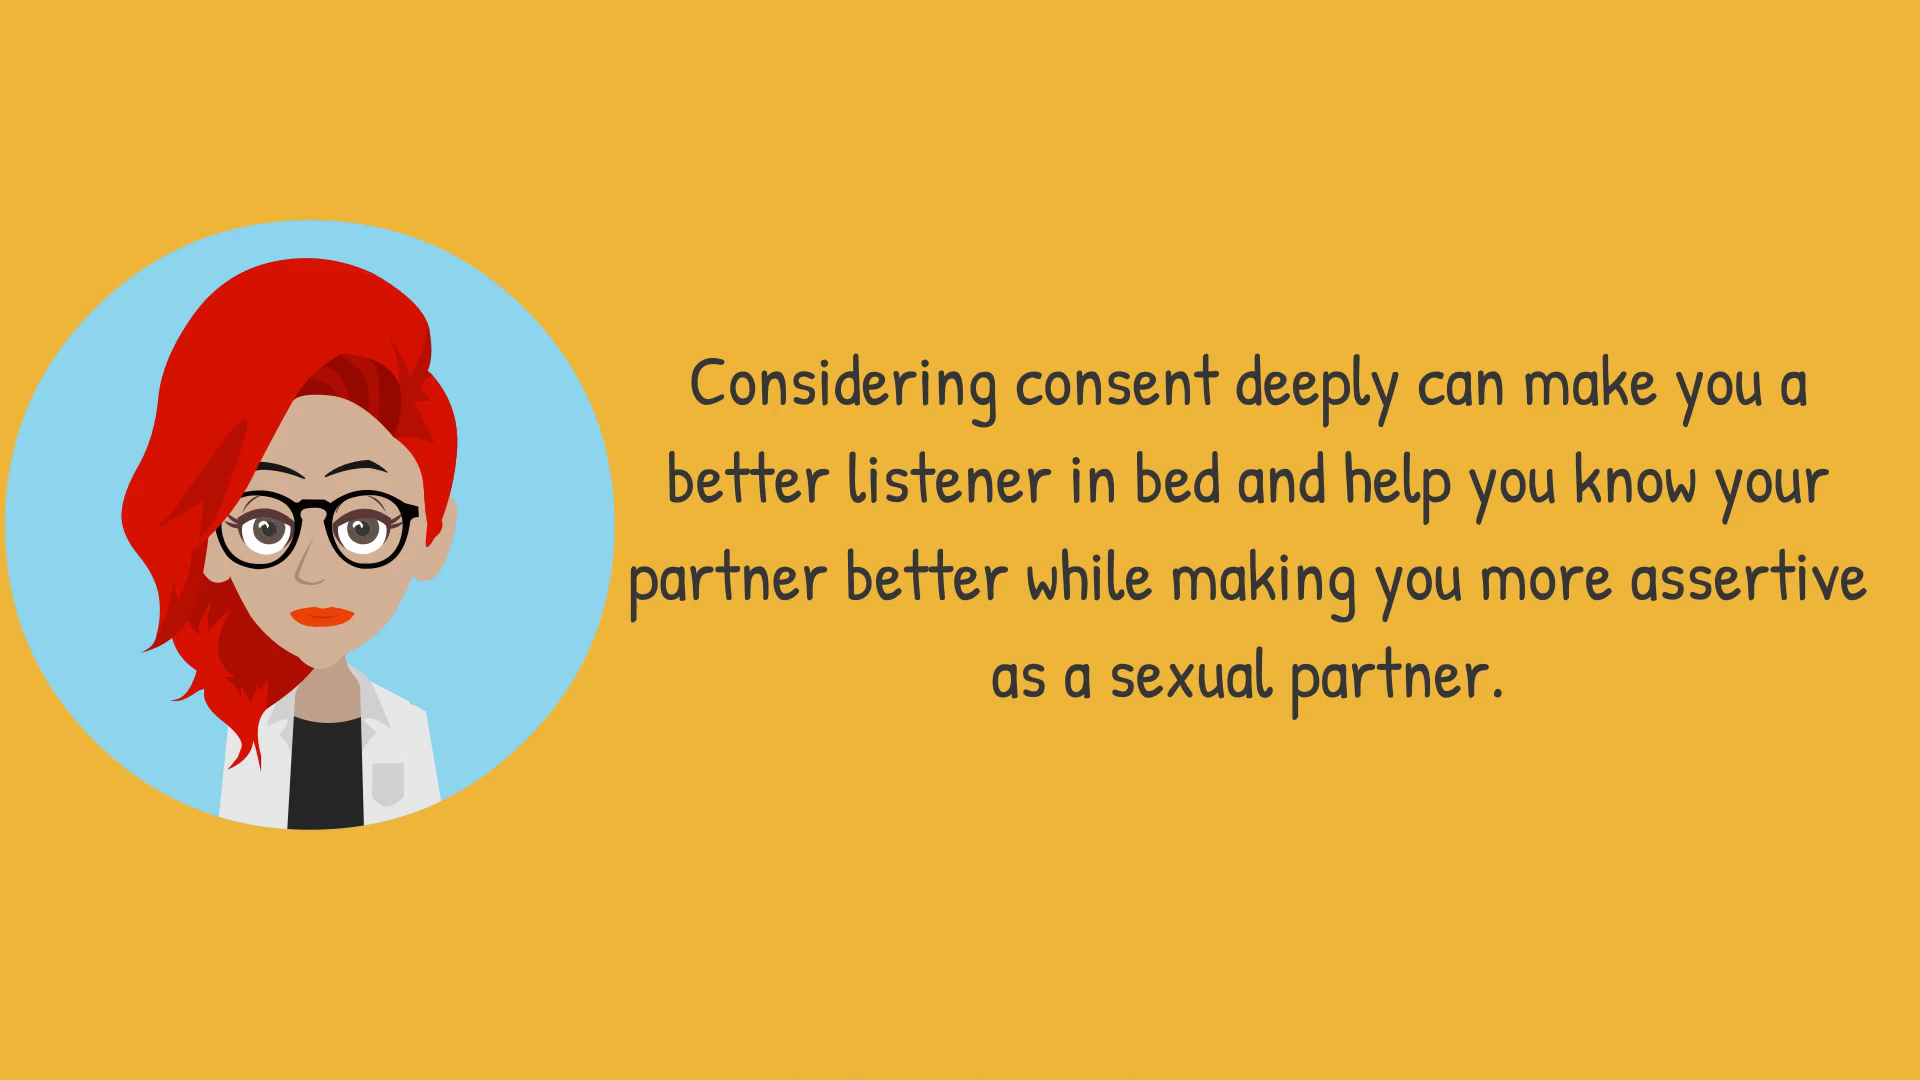 Considering consent deeply can make you a
better listener in bed and help you know your
partner better while making you more assertive
as a sexual partner.